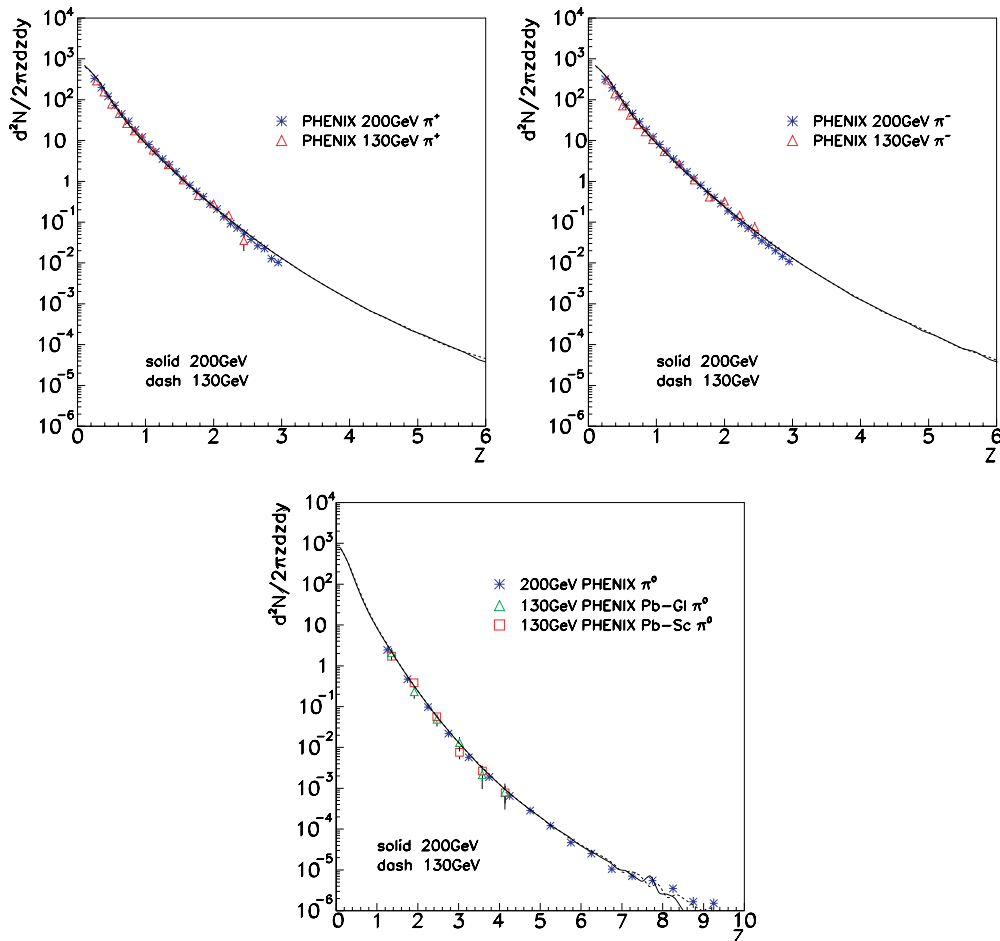 10⁴
10³
10²
10
1
10⁻¹
10⁻²
10⁻³
10⁻⁴
10⁻⁵
10⁻⁶
d²N/2πzdzdy
PHENIX 200GeV π⁺
PHENIX 130GeV π⁺
solid 200GeV
dash 130GeV
0 1 2 3 4 5 6
Z
10⁴
10³
10²
10
1
10⁻¹
10⁻²
10⁻³
10⁻⁴
10⁻⁵
10⁻⁶
d²N/2πzdzdy
PHENIX 200GeV π⁻
PHENIX 130GeV π⁻
solid 200GeV
dash 130GeV
0 1 2 3 4 5 6
Z
10⁴
10³
10²
10
1
10⁻¹
10⁻²
10⁻³
10⁻⁴
10⁻⁵
10⁻⁶
d²N/2πzdzdy
200GeV PHENIX π⁰
130GeV PHENIX Pb-Gl π⁰
130GeV PHENIX Pb-Sc π⁰
solid 200GeV
dash 130GeV
0 1 2 3 4 5 6 7 8 9 10